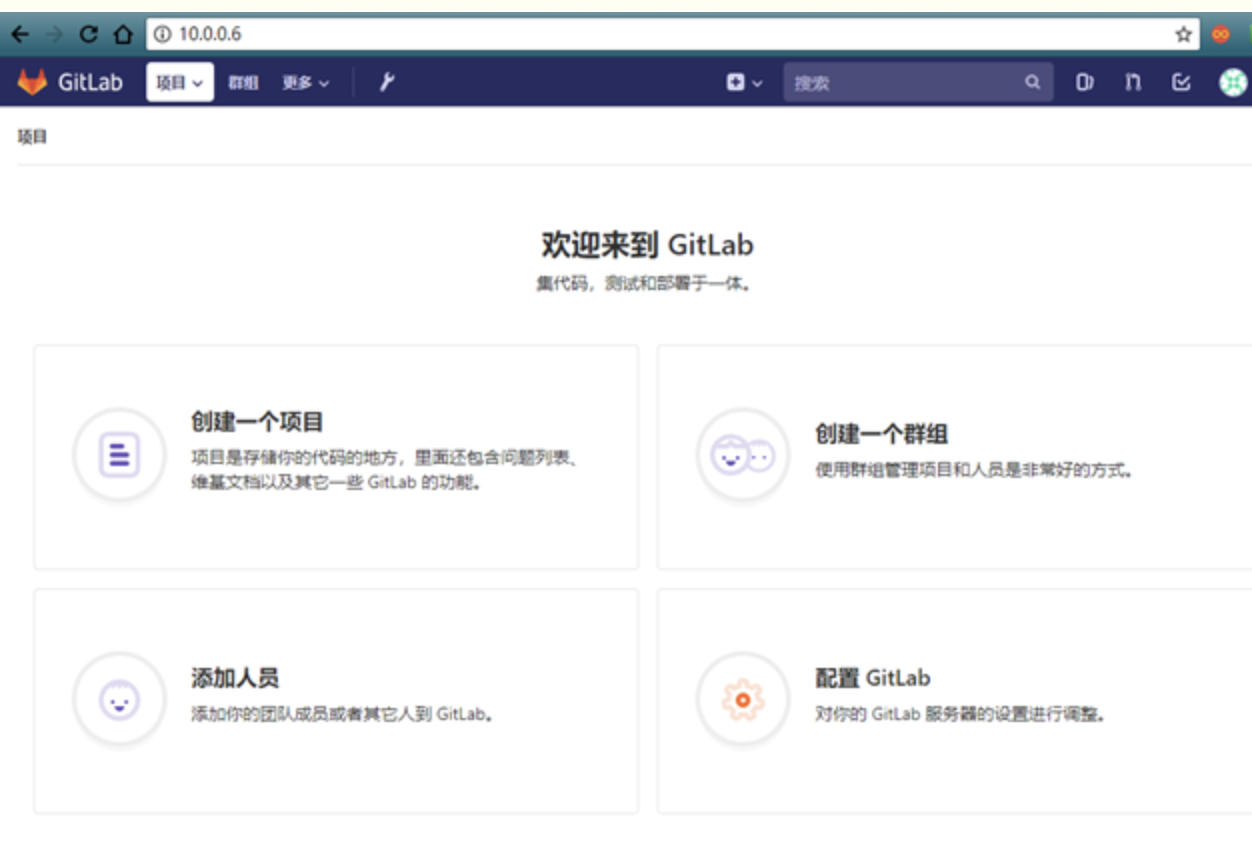 10.0.0.6
GitLab 项目 群组 更多 搜索
项目
欢迎来到 GitLab
集代码，测试和部署于一体。
创建一个项目
项目是存储你的代码的地方，里面还包含问题列表、
维基文档以及其它一些 GitLab 的功能。
创建一个群组
使用群组管理项目和人员是非常好的方式。
添加人员
添加你的团队成员或者其它人到 GitLab。
配置 GitLab
对你的 GitLab 服务器的设置进行调整。